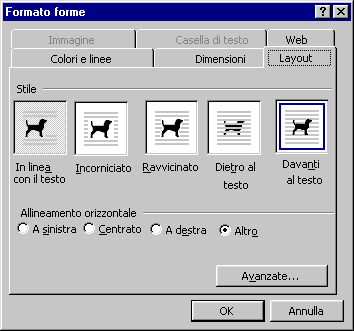 Formato forme
Immagine Casella di testo Web
Colori e linee Dimensioni Layout
Stile
In linea con il testo
Incorniciato
Ravvicinato
Dietro al testo
Davanti al testo
Allineamento orizzontale
A sinistra Centrato A destra Altro
Avanzate...
OK Annulla